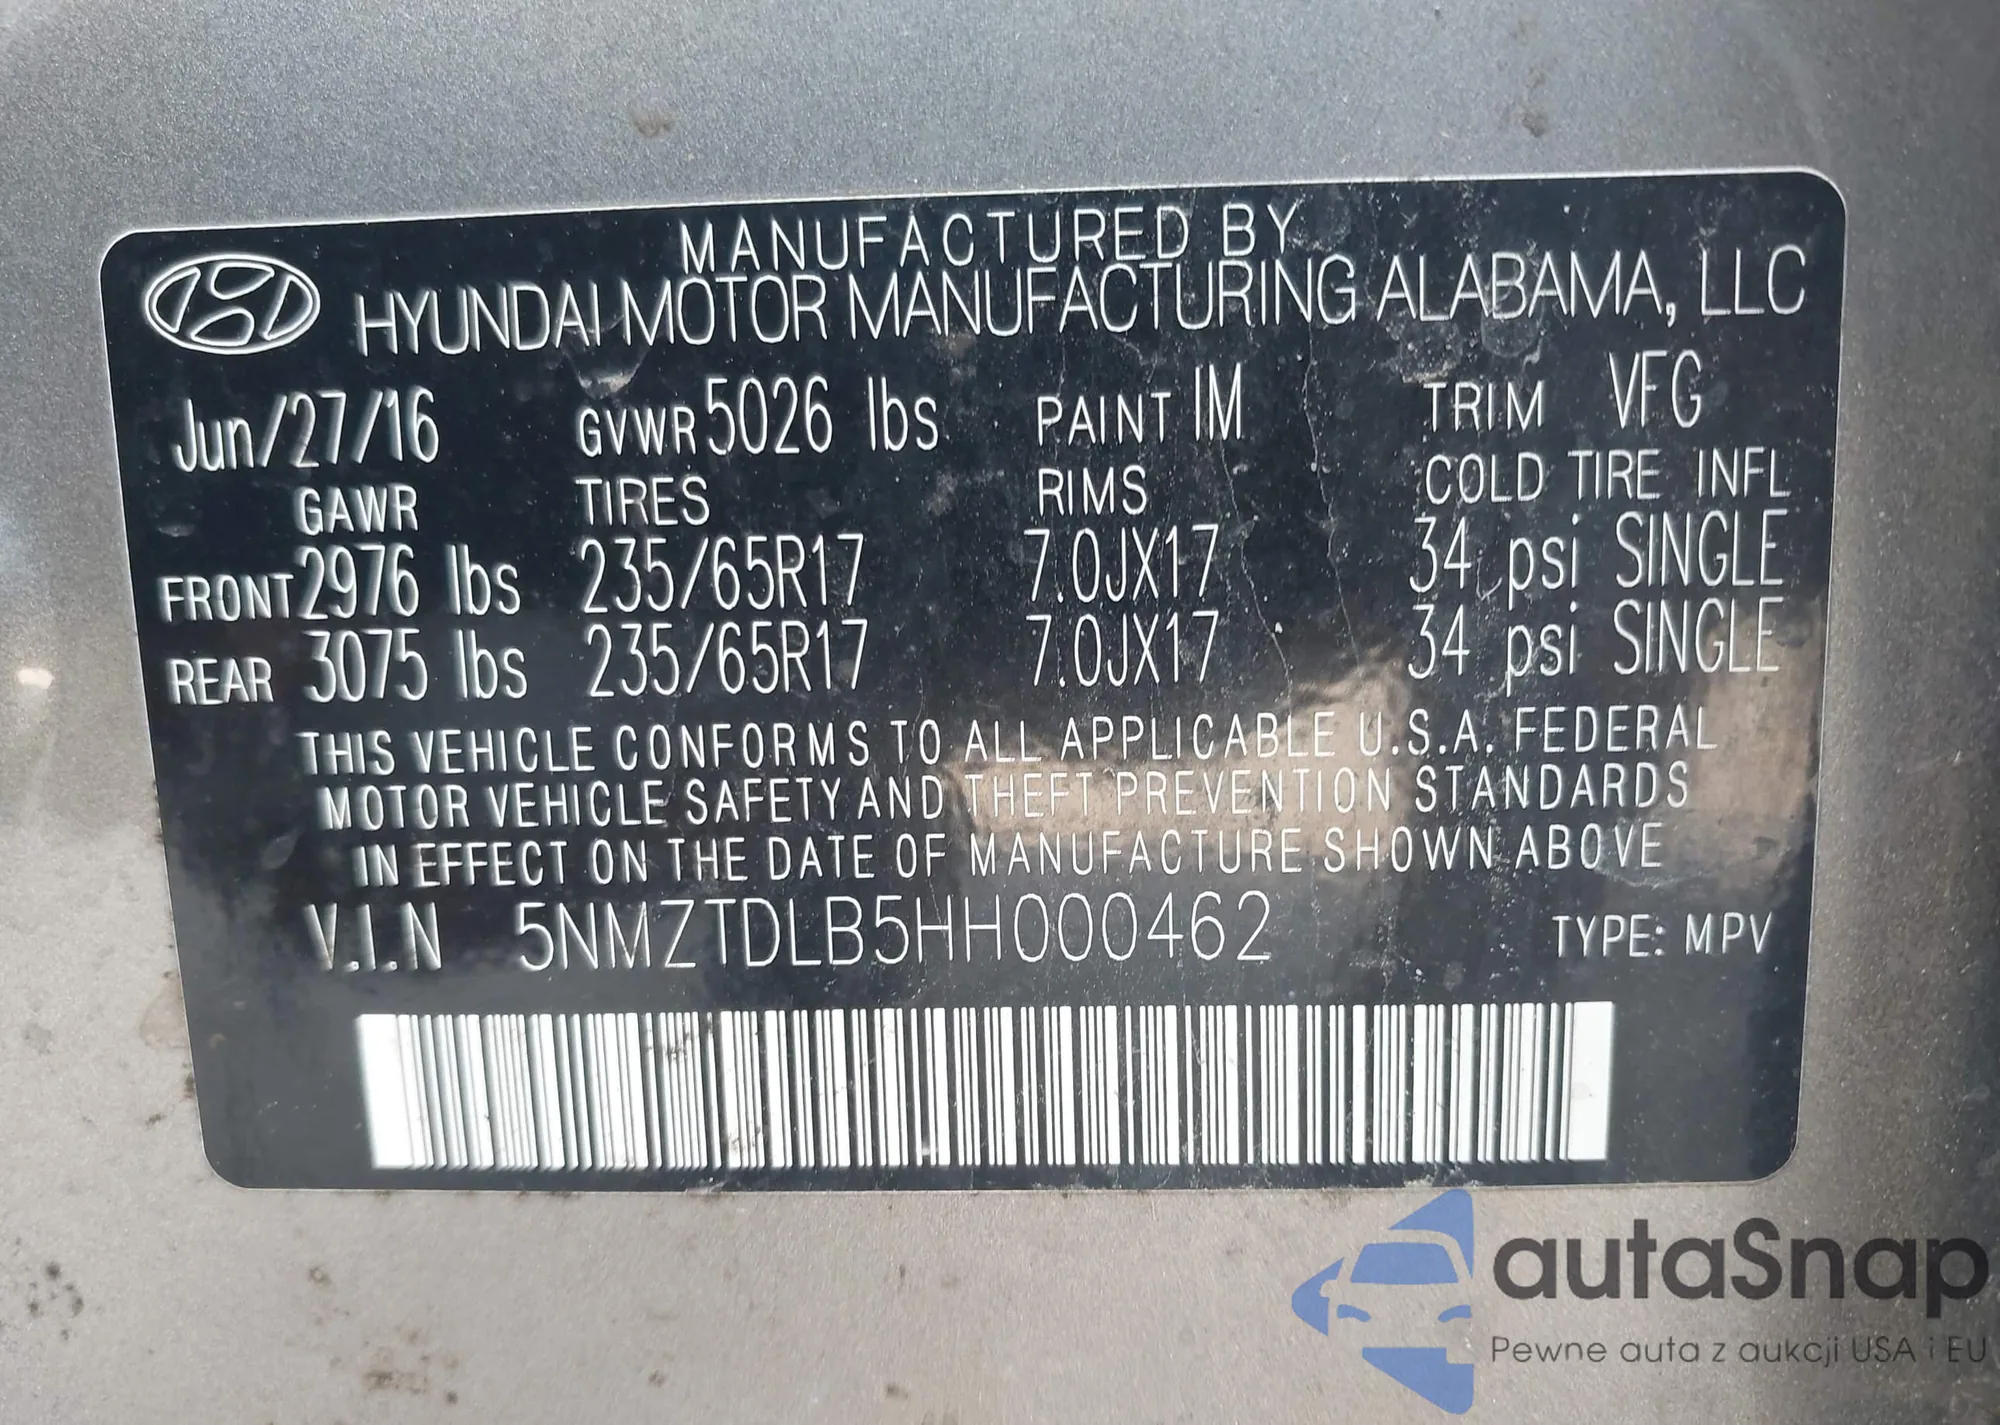 MANUFACTURED BY
HYUNDAI MOTOR MANUFACTURING ALABAMA, LLC
Jun/27/16 GVWR 5026 lbs PAINT IM TRIM VFG
GAWR TIRES RIMS COLD TIRE INFL
FRONT 2976 lbs 235/65R17 7.0JX17 34 psi SINGLE
REAR 3075 lbs 235/65R17 7.0JX17 34 psi SINGLE
THIS VEHICLE CONFORMS TO ALL APPLICABLE U.S.A. FEDERAL
MOTOR VEHICLE SAFETY AND THEFT PREVENTION STANDARDS
IN EFFECT ON THE DATE OF MANUFACTURE SHOWN ABOVE
V.I.N 5NMZTDLB5HH000462 TYPE: MPV
autaSnap
Pewne auta z aukcji USA i EU